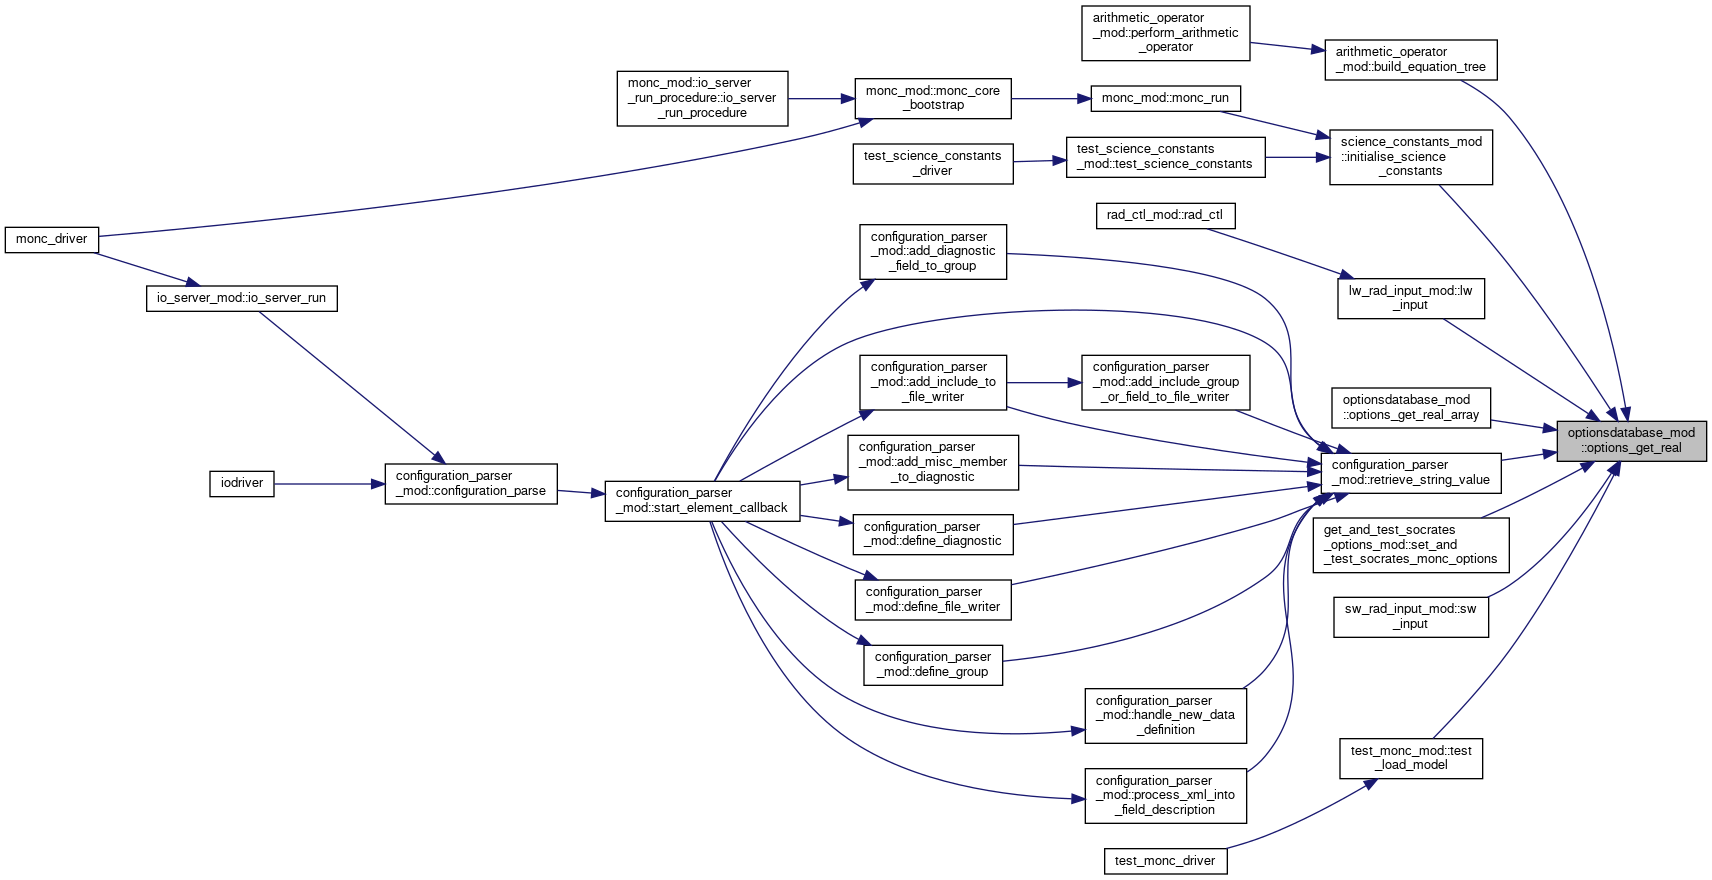 arithmetic_operator
_mod::perform_arithmetic
_operator
arithmetic_operator
_mod::build_equation_tree
monc_mod::io_server
_run_procedure::io_server
_run_procedure
monc_mod::monc_core
_bootstrap
monc_mod::monc_run
science_constants_mod
::initialise_science
_constants
test_science_constants
_driver
test_science_constants
_mod::test_science_constants
rad_ctl_mod::rad_ctl
monc_driver
configuration_parser
_mod::add_diagnostic
_field_to_group
io_server_mod::io_server_run
lw_rad_input_mod::lw
_input
configuration_parser
_mod::add_include_to
_file_writer
configuration_parser
_mod::add_include_group
_or_field_to_file_writer
optionsdatabase_mod
::options_get_real_array
optionsdatabase_mod
::options_get_real
configuration_parser
_mod::add_misc_member
_to_diagnostic
configuration_parser
_mod::retrieve_string_value
iodriver
configuration_parser
_mod::configuration_parse
configuration_parser
_mod::start_element_callback
configuration_parser
_mod::define_diagnostic
get_and_test_socrates
_options_mod::set_and
_test_socrates_monc_options
configuration_parser
_mod::define_file_writer
sw_rad_input_mod::sw
_input
configuration_parser
_mod::define_group
configuration_parser
_mod::handle_new_data
_definition
test_monc_mod::test
_load_model
configuration_parser
_mod::process_xml_into
_field_description
test_monc_driver